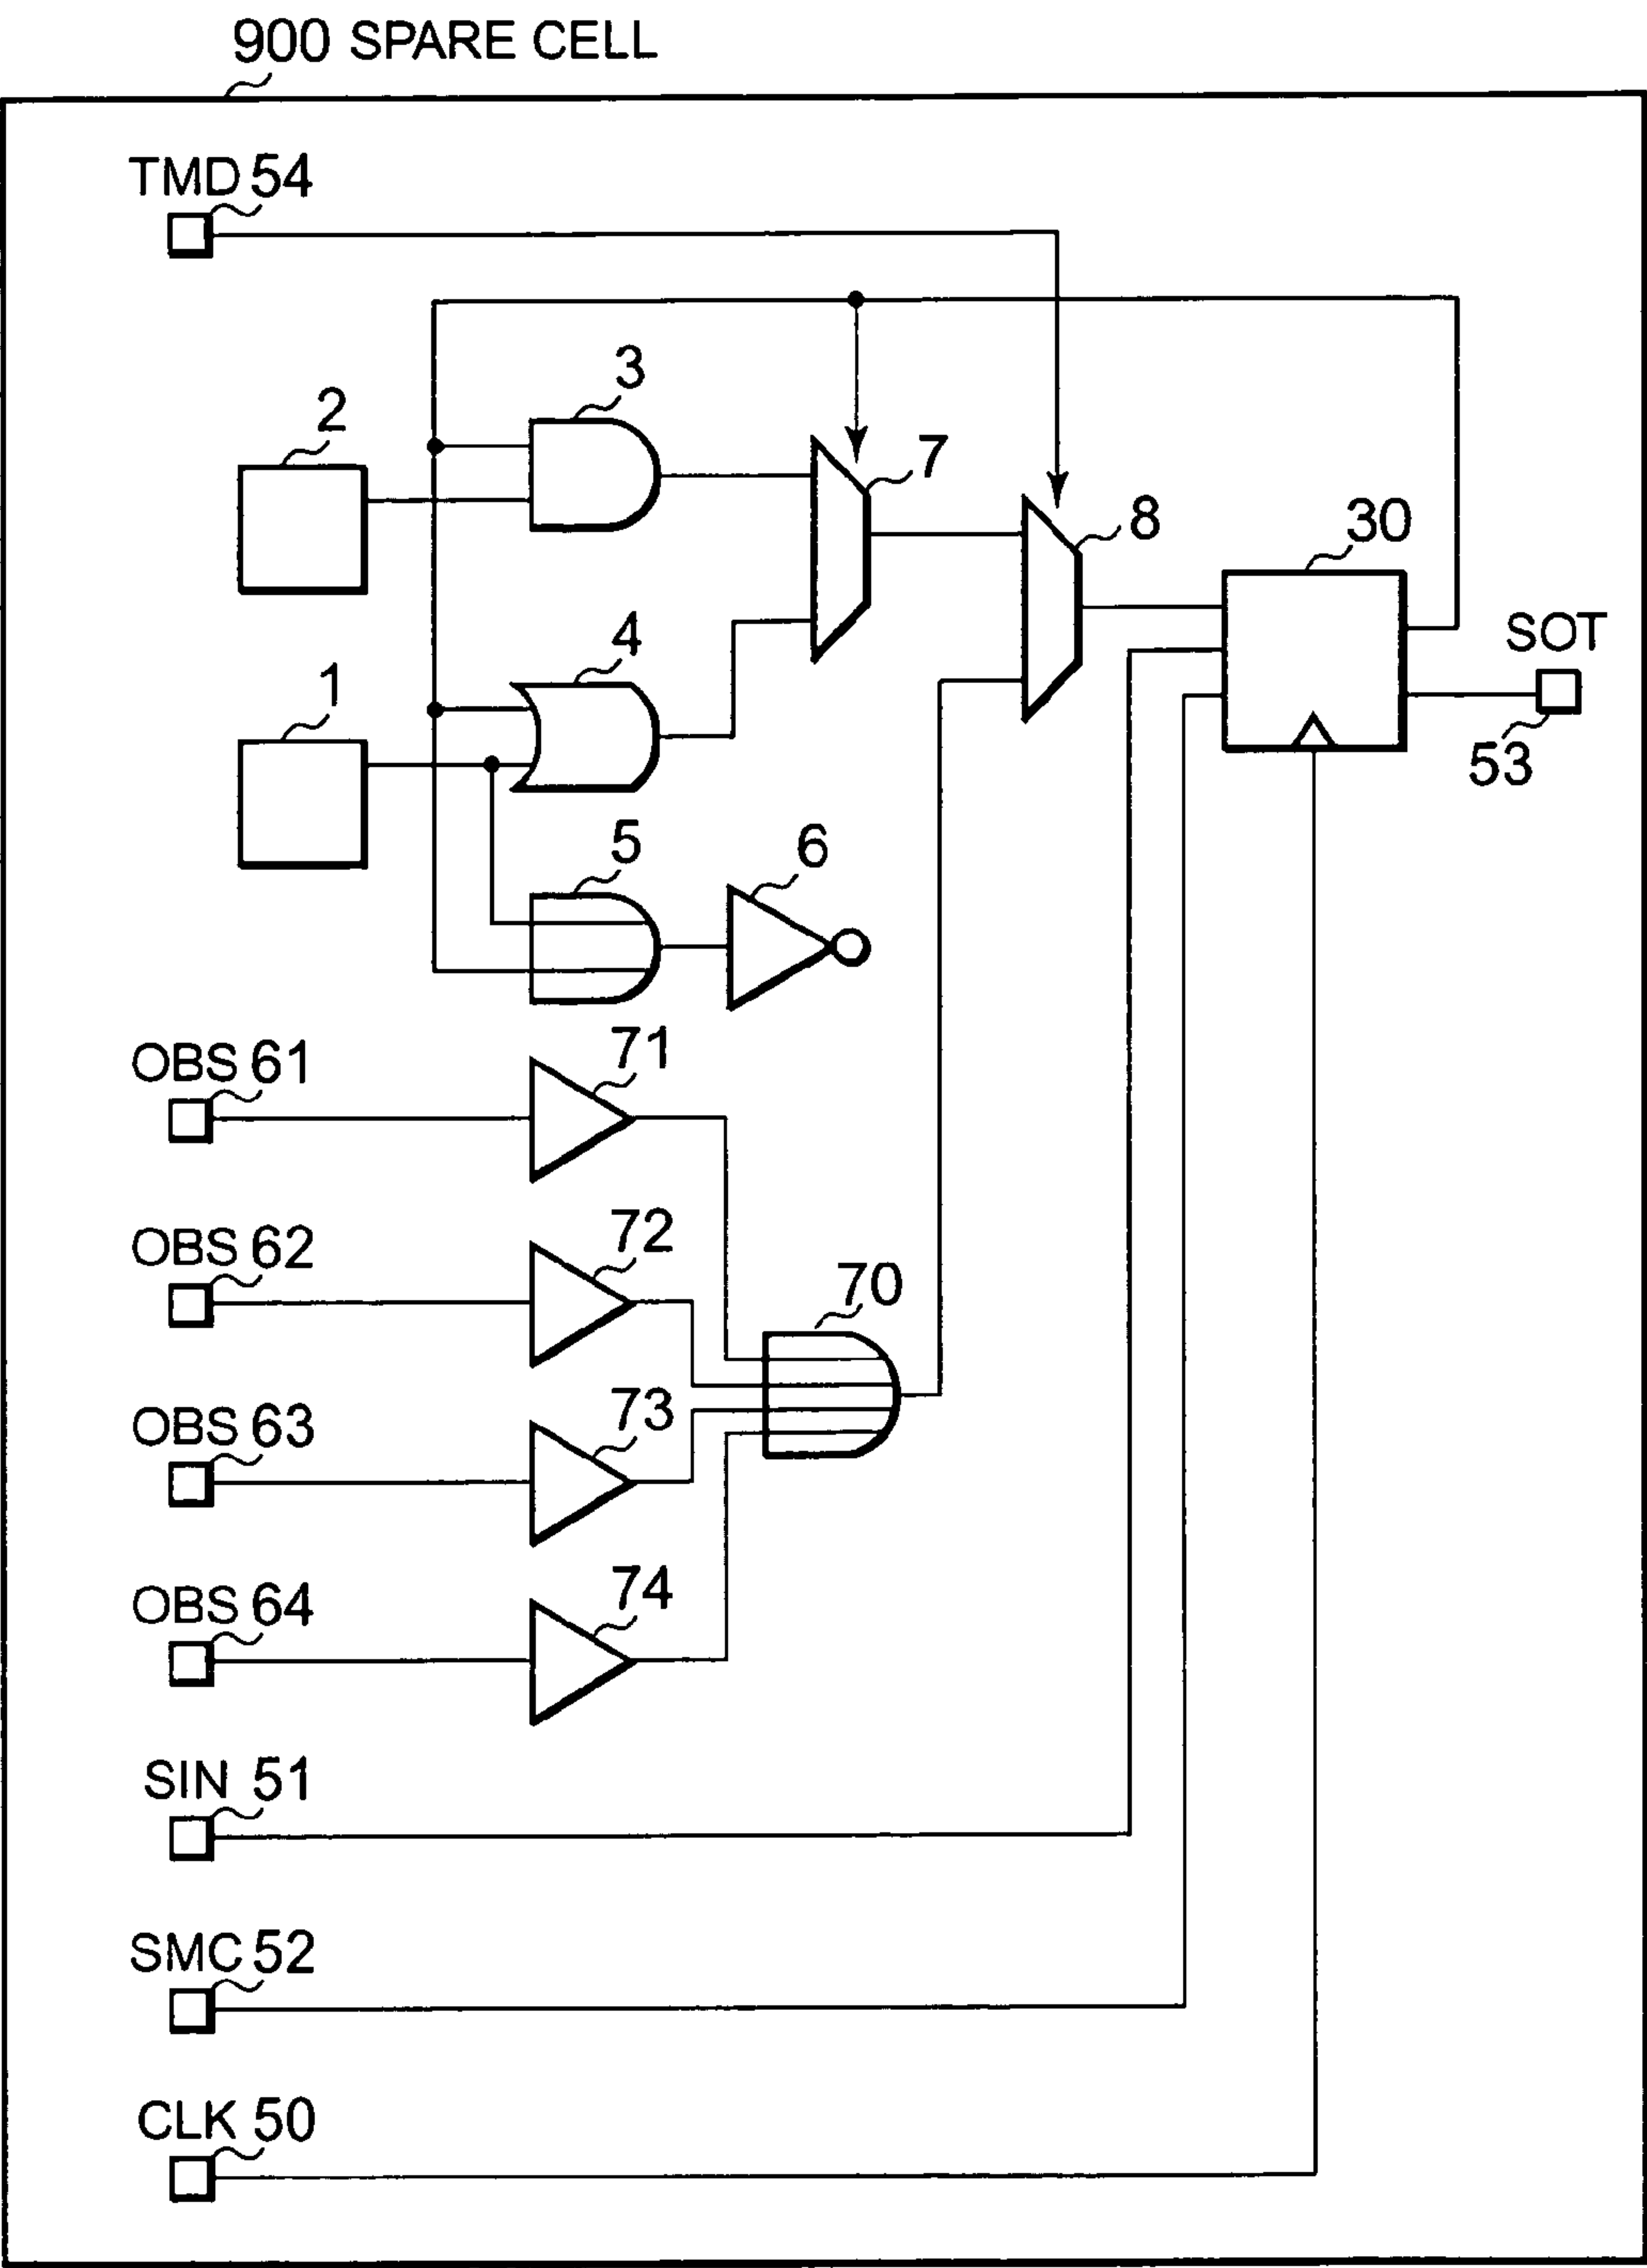 900 SPARE CELL
TMD 54
3
2
7
8
30
4
SOT
1
53
5
6
OBS 61
71
OBS 62
72
70
OBS 63
73
OBS 64
74
SIN 51
SMC 52
CLK 50